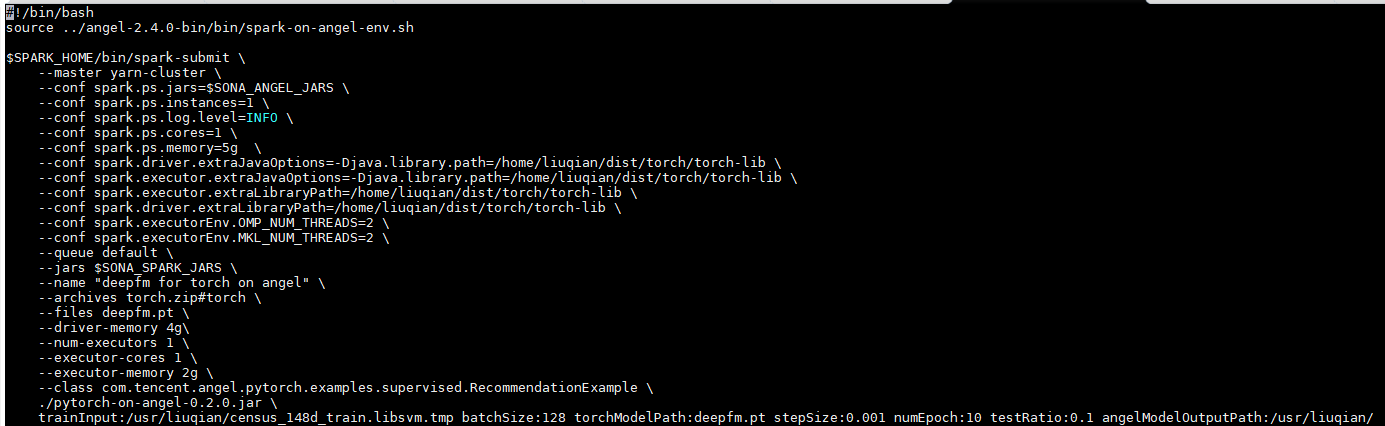 #!/bin/bash
source ../angel-2.4.0-bin/bin/spark-on-angel-env.sh
$SPARK_HOME/bin/spark-submit \
--master yarn-cluster \
--conf spark.ps.jars=$SONA_ANGEL_JARS \
--conf spark.ps.instances=1 \
--conf spark.ps.log.level=INFO \
--conf spark.ps.cores=1 \
--conf spark.ps.memory=5g  \
--conf spark.driver.extraJavaOptions=-Djava.library.path=/home/liuqian/dist/torch/torch-lib \
--conf spark.executor.extraJavaOptions=-Djava.library.path=/home/liuqian/dist/torch/torch-lib \
--conf spark.executor.extraLibraryPath=/home/liuqian/dist/torch/torch-lib \
--conf spark.driver.extraLibraryPath=/home/liuqian/dist/torch/torch-lib \
--conf spark.executorEnv.OMP_NUM_THREADS=2 \
--conf spark.executorEnv.MKL_NUM_THREADS=2 \
--queue default \
--jars $SONA_SPARK_JARS \
--name "deepfm for torch on angel" \
--archives torch.zip#torch \
--files deepfm.pt \
--driver-memory 4g\
--num-executors 1 \
--executor-cores 1 \
--executor-memory 2g \
--class com.tencent.angel.pytorch.examples.supervised.RecommendationExample \
./pytorch-on-angel-0.2.0.jar \
trainInput:/usr/liuqian/census_148d_train.libsvm.tmp batchSize:128 torchModelPath:deepfm.pt stepSize:0.001 numEpoch:10 testRatio:0.1 angelModelOutputPath:/usr/liuqian/